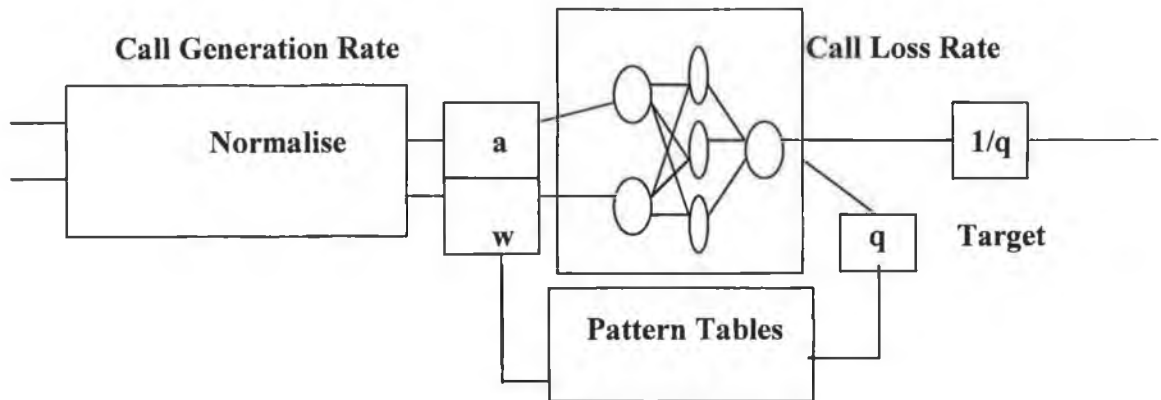 Call Generation Rate
Call Loss Rate
Normalise
a
1/q
w
q
Target
Pattern Tables